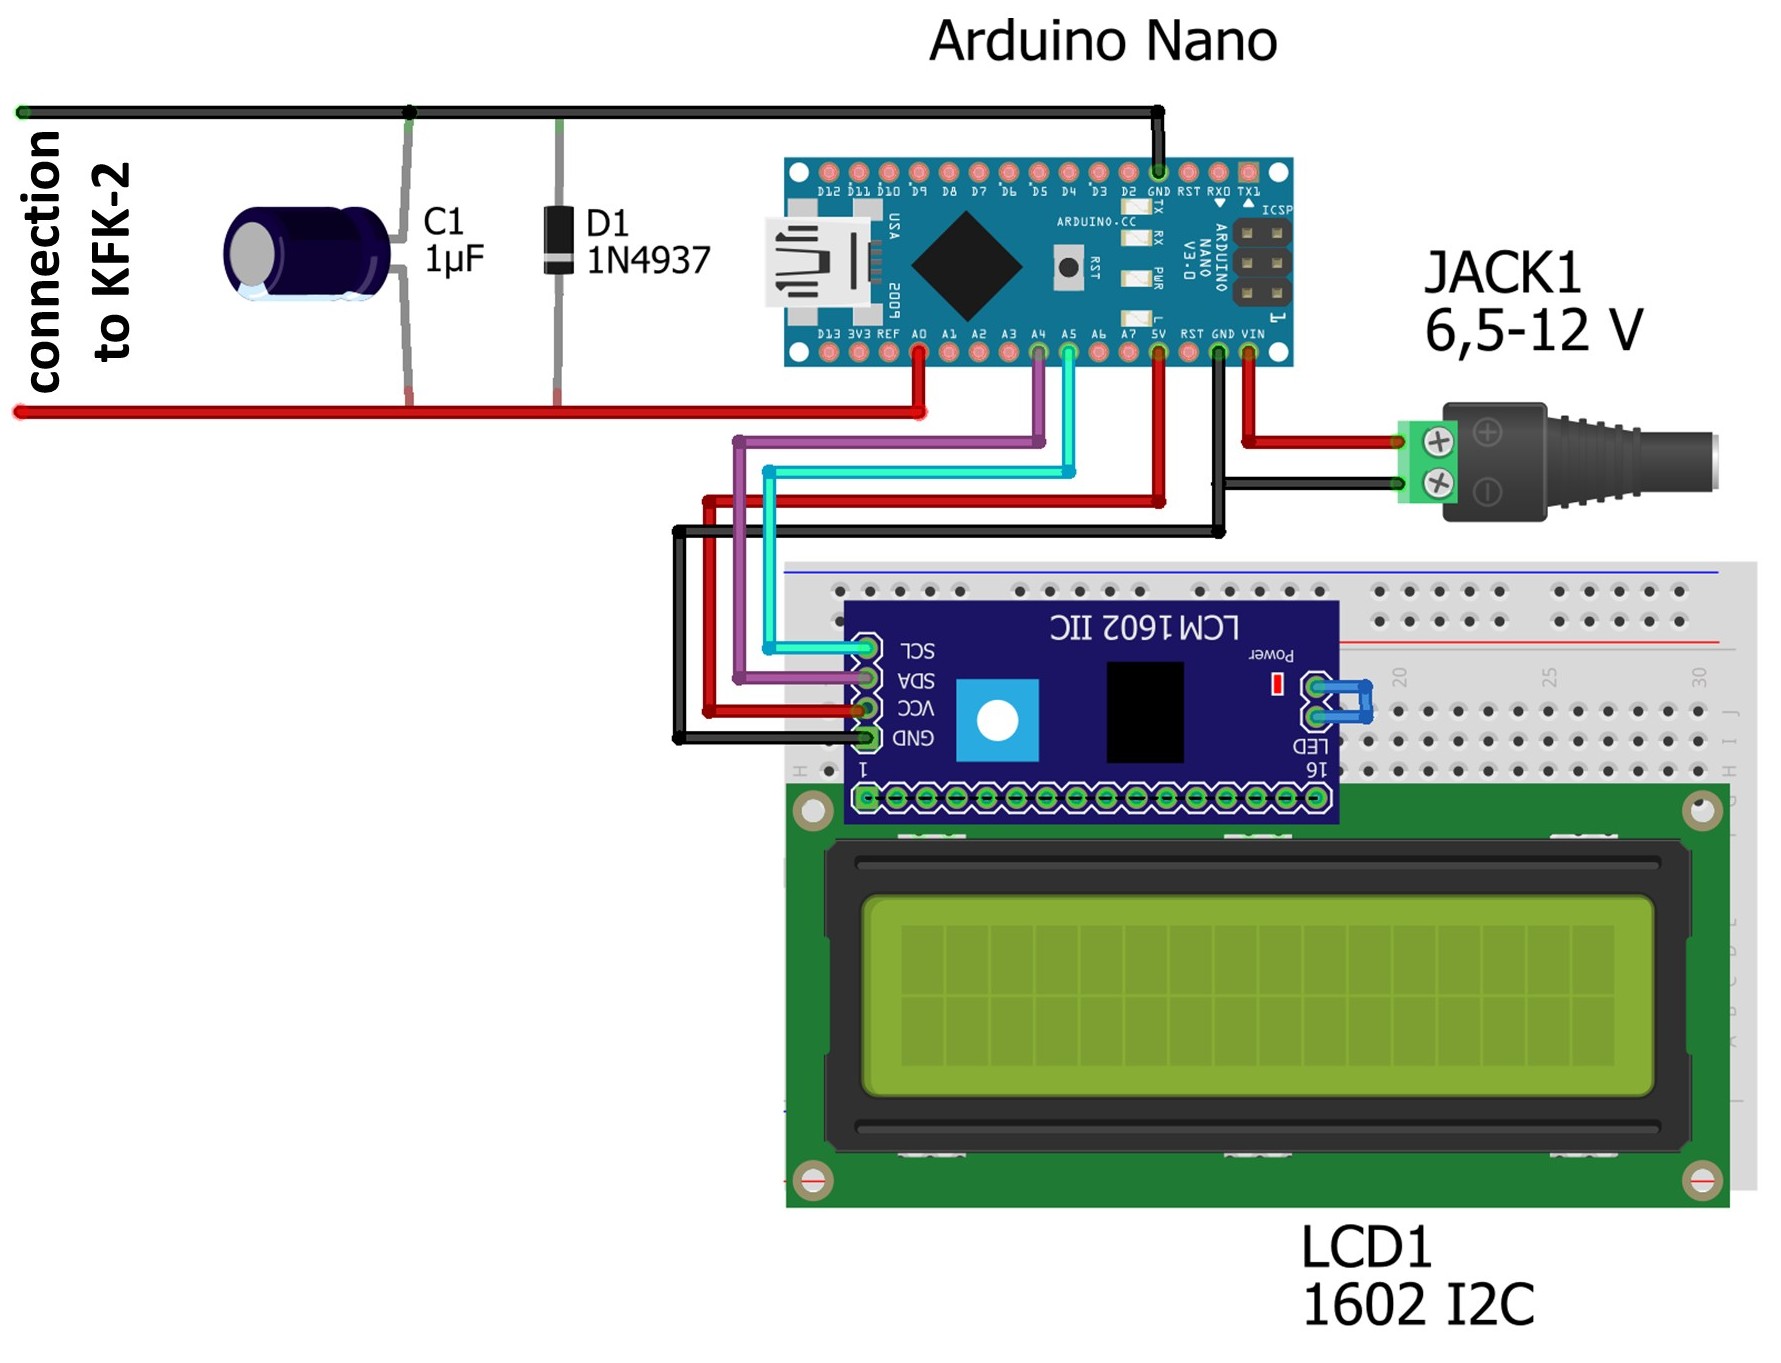 Arduino Nano
connection
to KFK-2
C1
1µF
D1
1N4937
D12 D11 D10 D9 D8 D7 D6 D5 D4 D3 D2 GND RST RX0 TX1
USA
2009
ARDUINO.CC
TX
RX
PWR
L
RST
ARDUINO
NANO
V3.0
ICSP
1
D13 3V3 REF A0 A1 A2 A3 A4 A5 A6 A7 5V RST GND VIN
JACK1
6,5-12 V
LCM1602 IIC
SCL
SDA
VCC
GND
Power
LED
1
16
20 25 30
J
I
H H
LCD1
1602 I2C